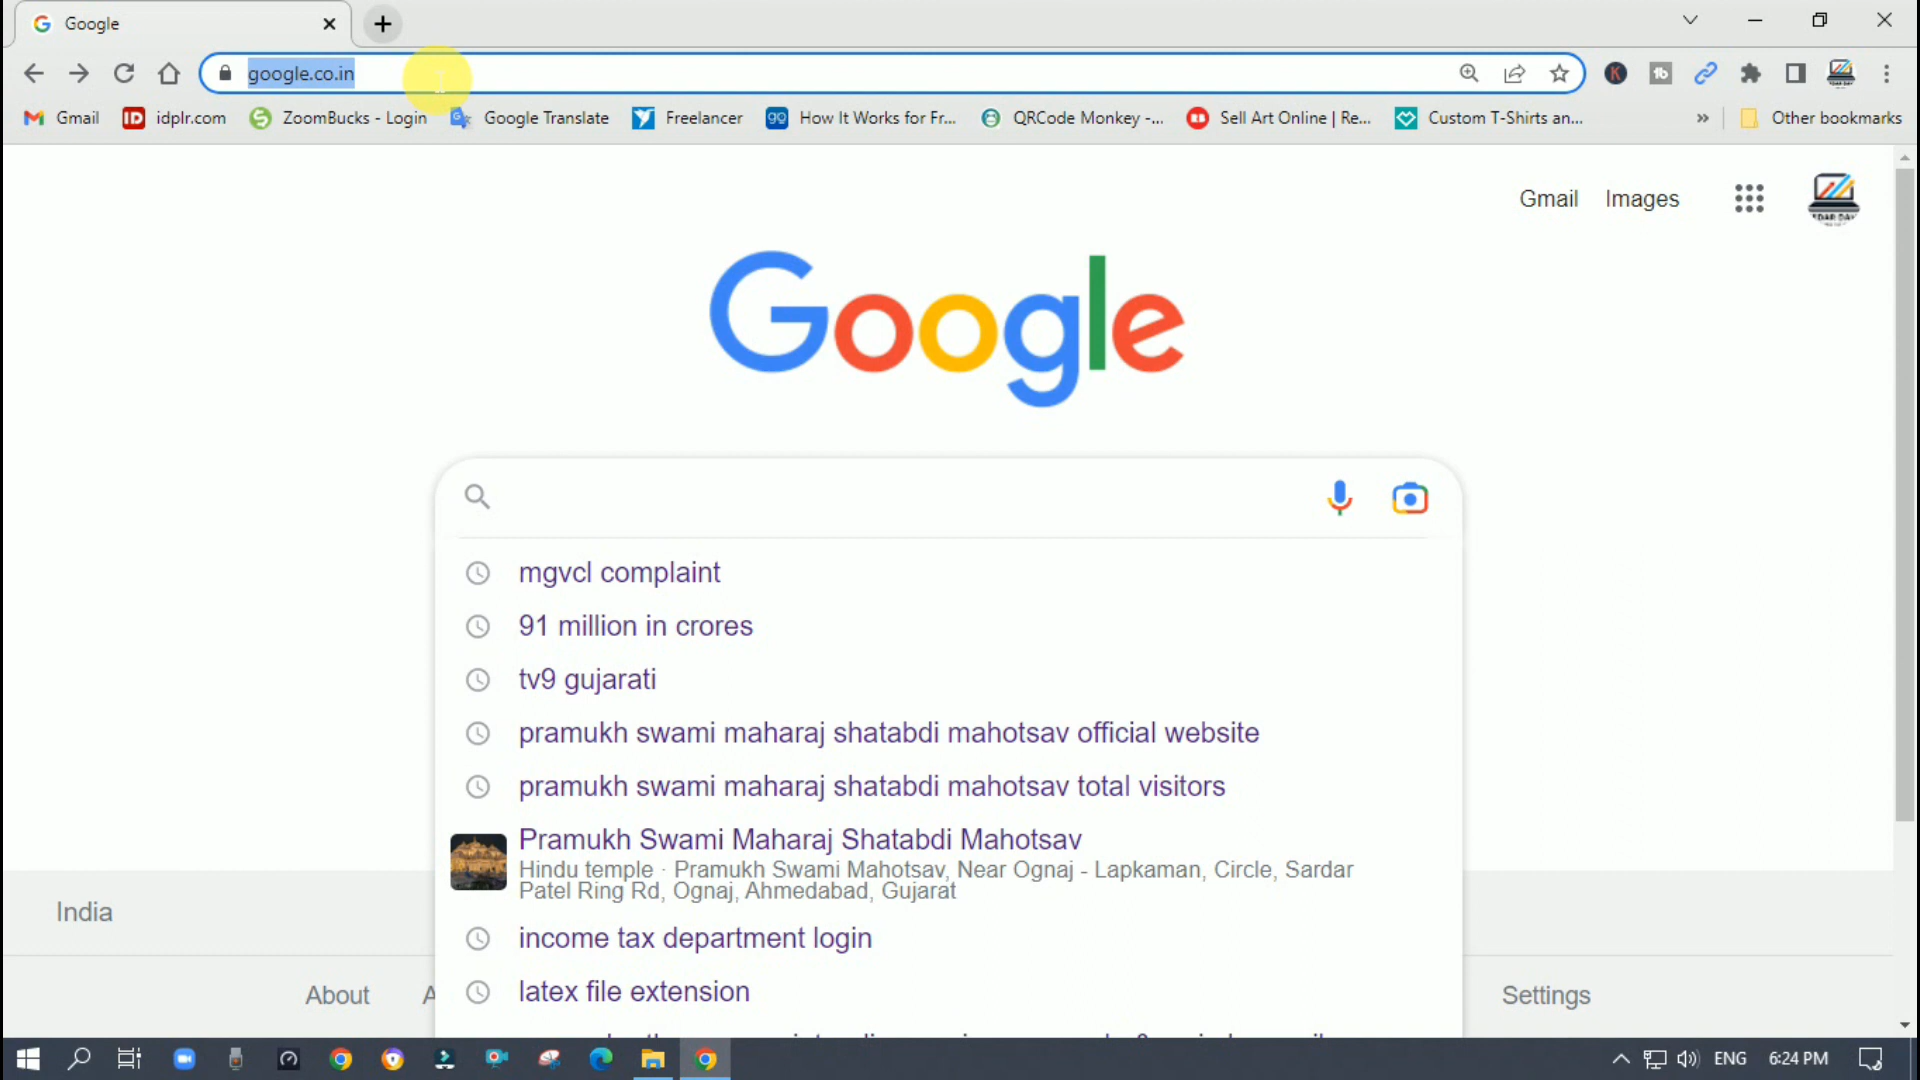 Google
google.co.in
Gmail
idplr.com
ZoomBucks - Login
Google Translate
Freelancer
How It Works for Fr...
QRCode Monkey -...
Sell Art Online | Re...
Custom T-Shirts an...
»
Other bookmarks
Gmail
Images
Google
mgvcl complaint
91 million in crores
tv9 gujarati
pramukh swami maharaj shatabdi mahotsav official website
pramukh swami maharaj shatabdi mahotsav total visitors
Pramukh Swami Maharaj Shatabdi Mahotsav
Hindu temple · Pramukh Swami Mahotsav, Near Ognaj - Lapkaman, Circle, Sardar
Patel Ring Rd, Ognaj, Ahmedabad, Gujarat
income tax department login
latex file extension
India
About
Settings
ENG
6:24 PM